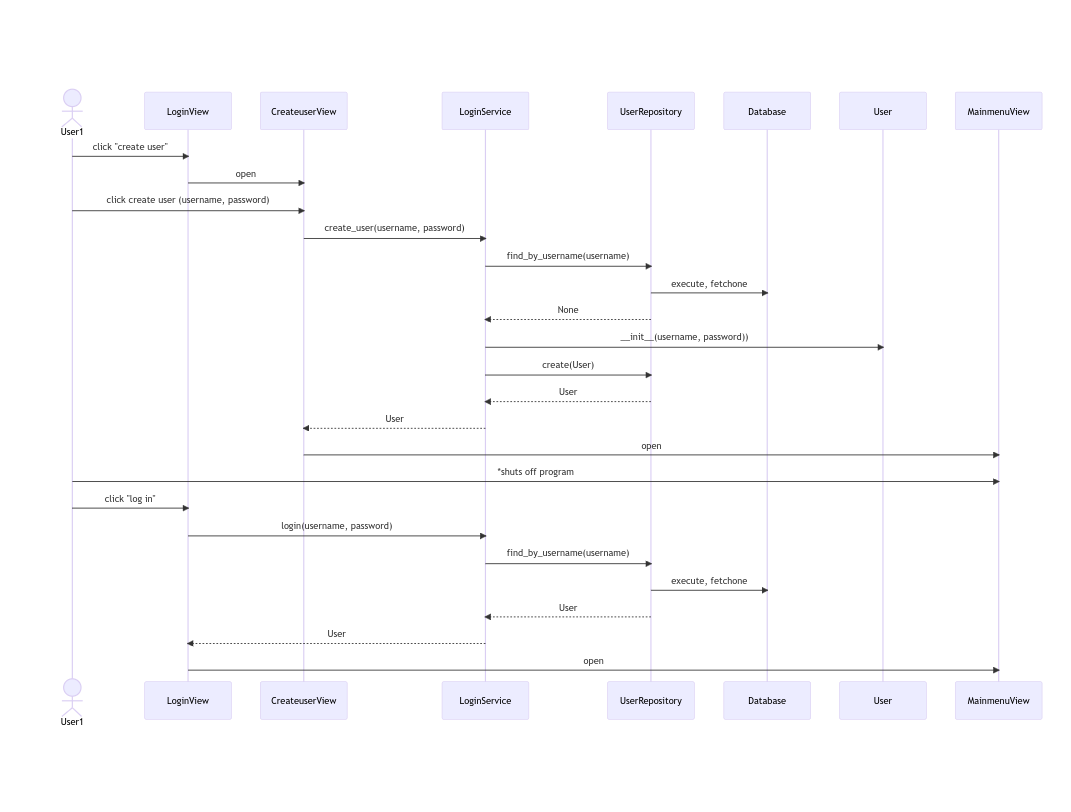 User1
LoginView
CreateuserView
LoginService
UserRepository
Database
User
MainmenuView
click "create user"
open
click create user (username, password)
create_user(username, password)
find_by_username(username)
execute, fetchone
None
__init__(username, password))
create(User)
User
User
open
*shuts off program
click "log in"
login(username, password)
find_by_username(username)
execute, fetchone
User
User
open
User1
LoginView
CreateuserView
LoginService
UserRepository
Database
User
MainmenuView